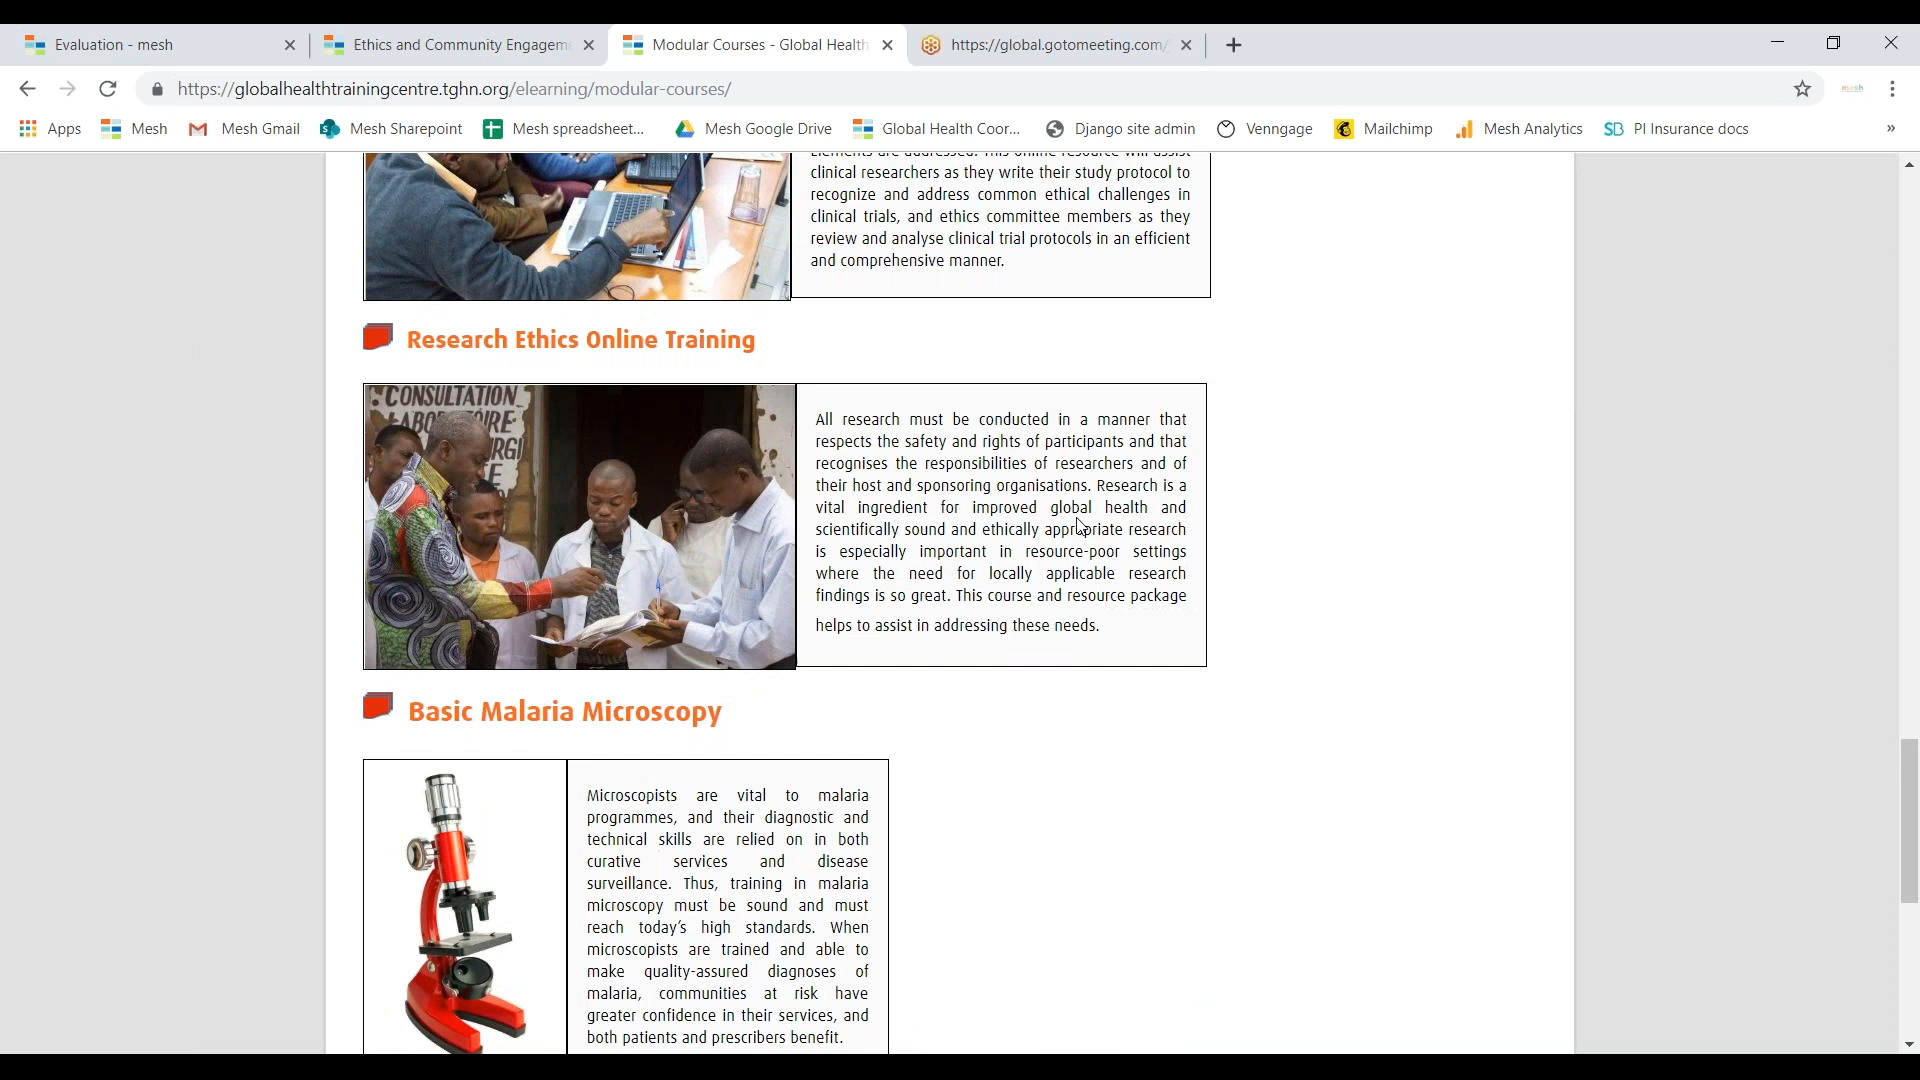 Evaluation - mesh
Ethics and Community Engagem
Modular Courses - Global Health
https://global.gotomeeting.com/
https://globalhealthtrainingcentre.tghn.org/elearning/modular-courses/
mesh
Apps
Mesh
Mesh Gmail
Mesh Sharepoint
Mesh spreadsheet...
Mesh Google Drive
Global Health Coor...
Django site admin
Venngage
Mailchimp
Mesh Analytics
SB PI Insurance docs
»
Elements are addressed. This online resource will assist
clinical researchers as they write their study protocol to
recognize and address common ethical challenges in
clinical trials, and ethics committee members as they
review and analyse clinical trial protocols in an efficient
and comprehensive manner.
Research Ethics Online Training
CONSULTATION
All research must be conducted in a manner that
respects the safety and rights of participants and that
recognises the responsibilities of researchers and of
their host and sponsoring organisations. Research is a
vital ingredient for improved global health and
scientifically sound and ethically appropriate research
is especially important in resource-poor settings
where the need for locally applicable research
findings is so great. This course and resource package
helps to assist in addressing these needs.
Basic Malaria Microscopy
Microscopists are vital to malaria
programmes, and their diagnostic and
technical skills are relied on in both
curative services and disease
surveillance. Thus, training in malaria
microscopy must be sound and must
reach today's high standards. When
microscopists are trained and able to
make quality-assured diagnoses of
malaria, communities at risk have
greater confidence in their services, and
both patients and prescribers benefit.